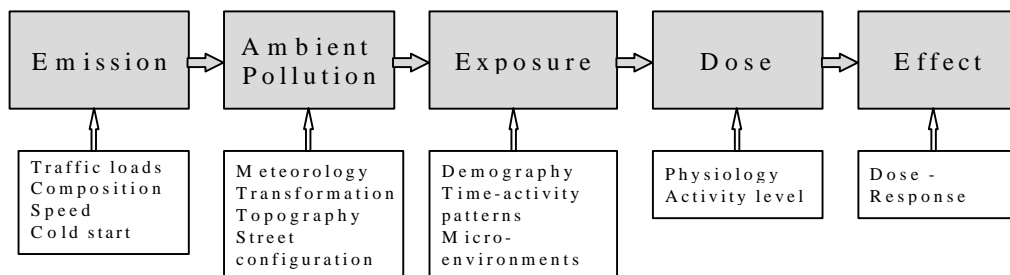 Emission
Ambient
Pollution
Exposure
Dose
Effect
Traffic loads
Composition
Speed
Cold start
Meteorology
Transformation
Topography
Street
configuration
Demography
Time-activity
patterns
Micro-
environments
Physiology
Activity level
Dose -
Response